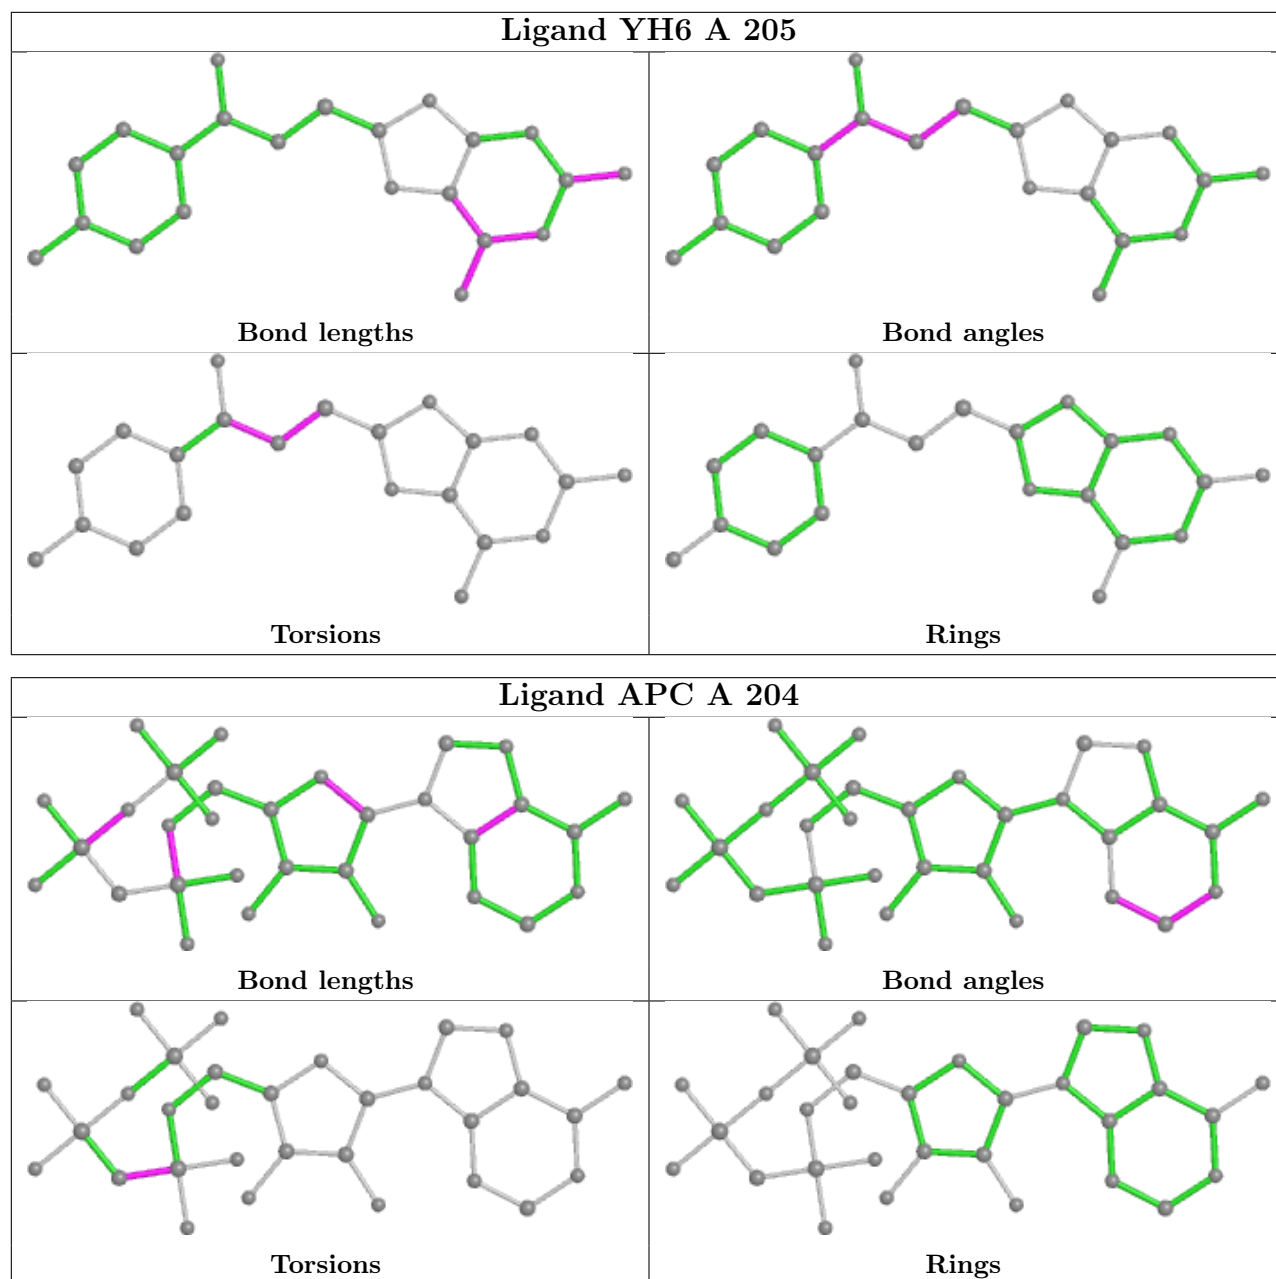 Ligand YH6 A 205
Bond lengths
Bond angles
Torsions
Rings
Ligand APC A 204
Bond lengths
Bond angles
Torsions
Rings